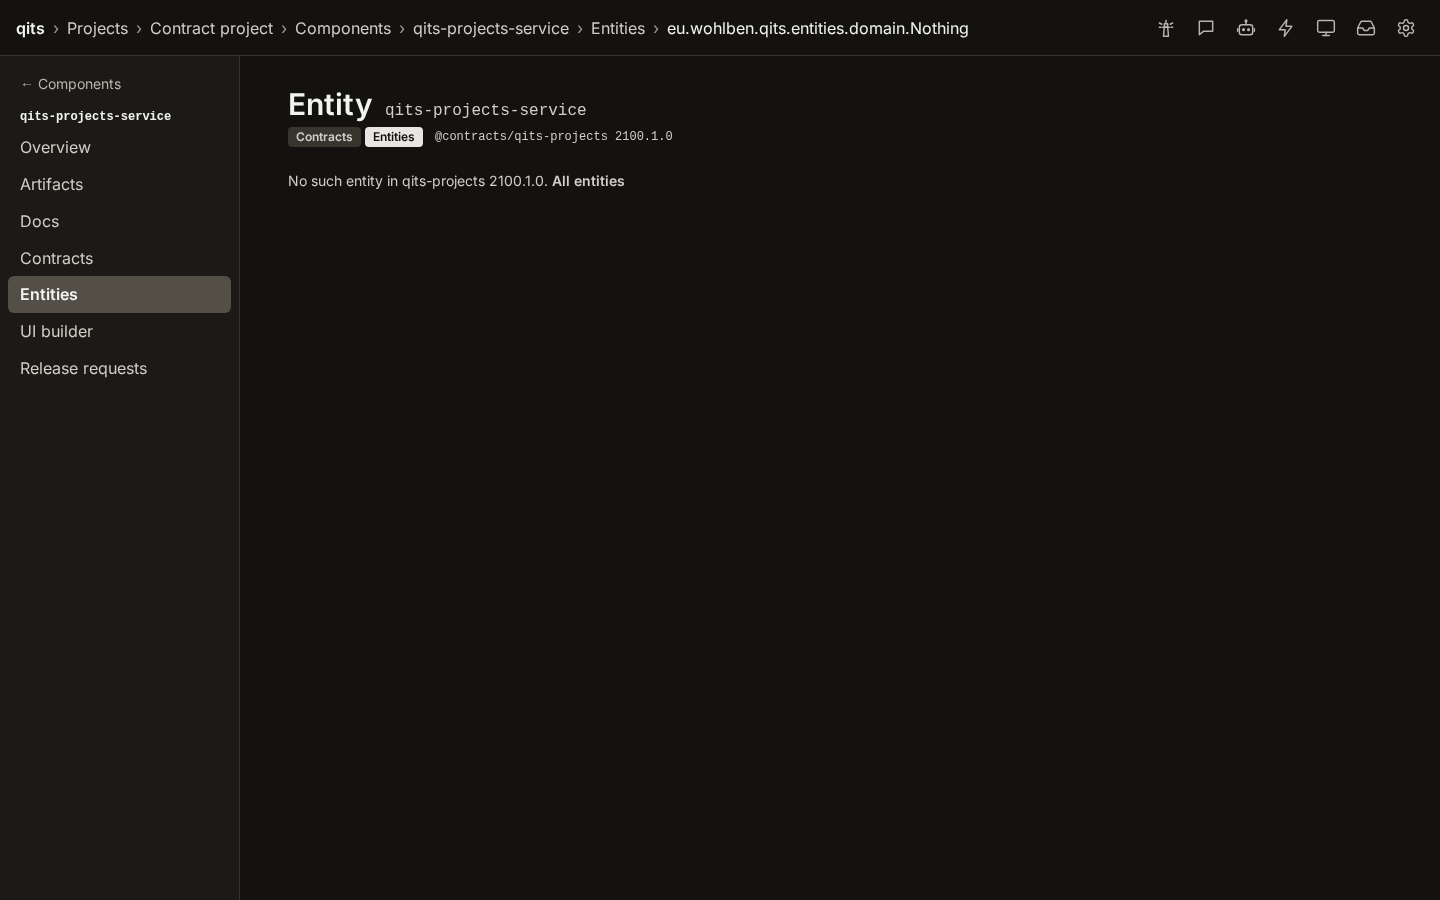 qits › Projects › Contract project › Components › qits-projects-service › Entities › eu.wohlben.qits.entities.domain.Nothing
← Components
qits-projects-service
Overview
Artifacts
Docs
Contracts
Entities
UI builder
Release requests
Entity qits-projects-service
Contracts Entities @contracts/qits-projects 2100.1.0
No such entity in qits-projects 2100.1.0. All entities